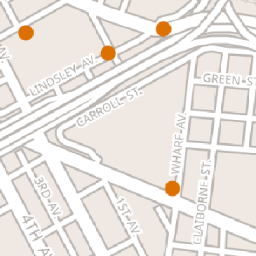 LINDSLEY AV
CARROLL ST.
GREEN ST
WHARF AV
CLAIBORNE ST.
3RD AV
1ST AV
4TH AV